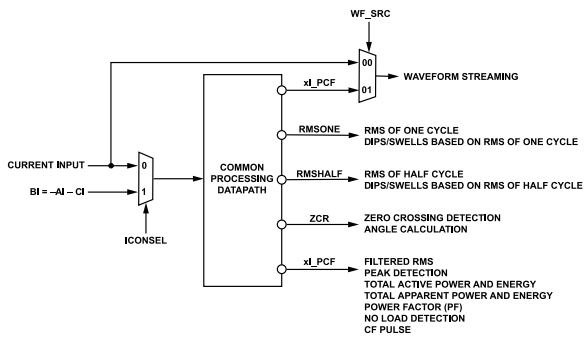 WF_SRC
00
01
WAVEFORM STREAMING
xI_PCF
RMSONE
RMS OF ONE CYCLE
DIPS/SWELLS BASED ON RMS OF ONE CYCLE
CURRENT INPUT
0
BI = –AI – CI
1
ICONSEL
COMMON
PROCESSING
DATAPATH
RMSHALF
RMS OF HALF CYCLE
DIPS/SWELLS BASED ON RMS OF HALF CYCLE
ZCR
ZERO CROSSING DETECTION
ANGLE CALCULATION
xI_PCF
FILTERED RMS
PEAK DETECTION
TOTAL ACTIVE POWER AND ENERGY
TOTAL APPARENT POWER AND ENERGY
POWER FACTOR (PF)
NO LOAD DETECTION
CF PULSE